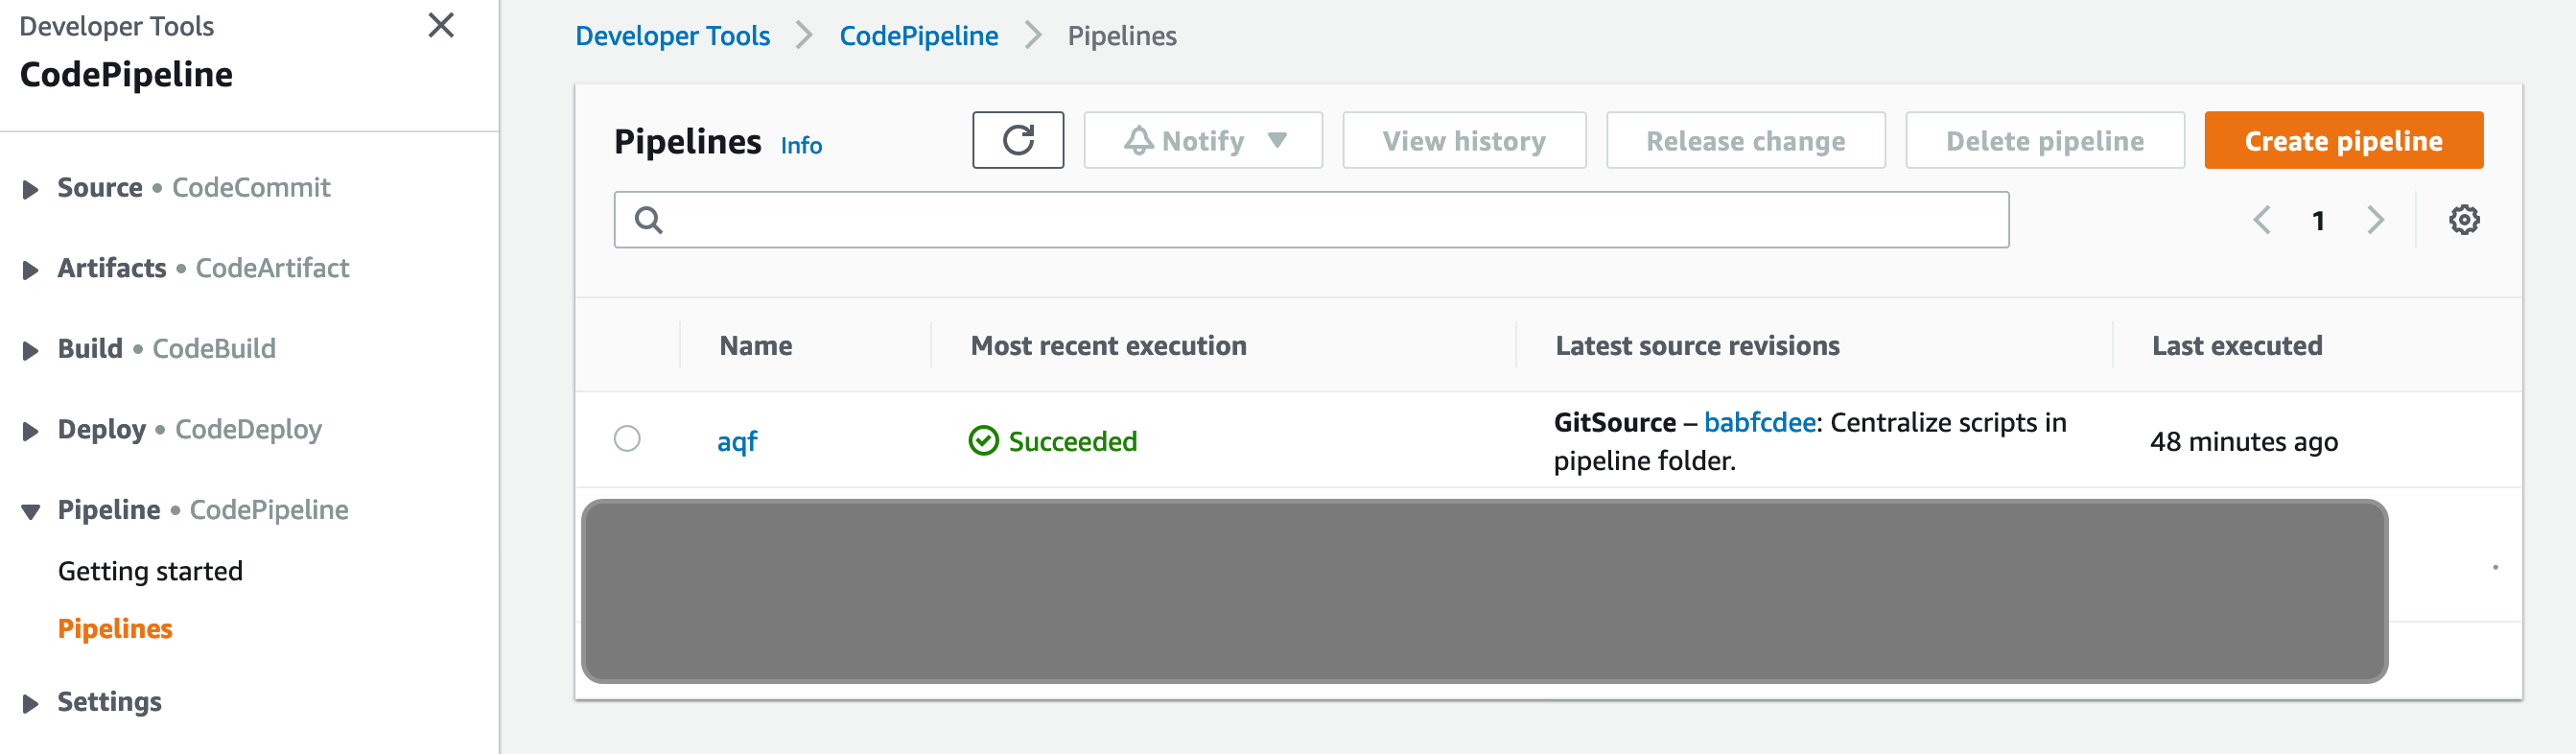 Developer Tools
CodePipeline
Source • CodeCommit
Artifacts • CodeArtifact
Build • CodeBuild
Deploy • CodeDeploy
Pipeline • CodePipeline
Getting started
Pipelines
Settings
Developer Tools > CodePipeline > Pipelines
Pipelines Info
Notify
View history
Release change
Delete pipeline
Create pipeline
1
Name Most recent execution Latest source revisions Last executed
aqf Succeeded GitSource – babfcdee: Centralize scripts in 48 minutes ago
pipeline folder.